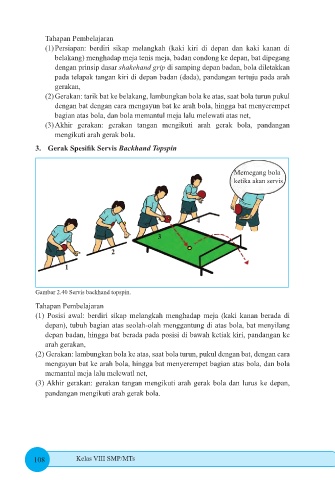 Tahapan Pembelajaran
(1) Persiapan: berdiri sikap melangkah (kaki kiri di depan dan kaki kanan di
belakang) menghadap meja tenis meja, badan condong ke depan, bat dipegang
dengan prinsip dasar shakehand grip di samping depan badan, bola diletakkan
pada telapak tangan kiri di depan badan (dada), pandangan tertuju pada arah
gerakan,
(2) Gerakan: tarik bat ke belakang, lambungkan bola ke atas, saat bola turun pukul
dengan bat dengan cara mengayun bat ke arah bola, hingga bat menyerempet
bagian atas bola, dan bola memantul meja lalu melewati atas net,
(3) Akhir gerakan: gerakan tangan mengikuti arah gerak bola, pandangan
mengikuti arah gerak bola.
3. Gerak Spesifik Servis Backhand Topspin
Memegang bola
ketika akan servis
4
3
2
1
Gambar 2.49 Servis backhand topspin.
Tahapan Pembelajaran
(1) Posisi awal: berdiri sikap melangkah menghadap meja (kaki kanan berada di
depan), tubuh bagian atas seolah-olah menggantung di atas bola, bat menyilang
depan badan, hingga bat berada pada posisi di bawah ketiak kiri, pandangan ke
arah gerakan,
(2) Gerakan: lambungkan bola ke atas, saat bola turun, pukul dengan bat, dengan cara
mengayun bat ke arah bola, hingga bat menyerempet bagian atas bola, dan bola
memantul meja lalu melewatl net,
(3) Akhir gerakan: gerakan tangan mengikuti arah gerak bola dan lurus ke depan,
pandangan mengikuti arah gerak bola.
108 Kelas VIII SMP/MTs